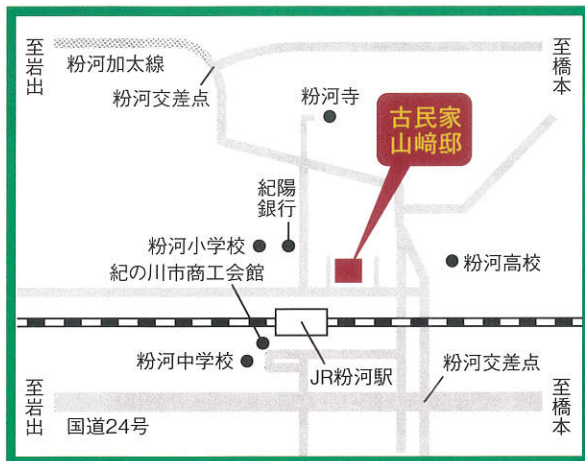 至岩出
粉河加太線
粉河交差点
粉河寺
至橋本
古民家
山﨑邸
紀陽
銀行
粉河小学校
紀の川市商工会館
粉河高校
粉河中学校
JR粉河駅
粉河交差点
至岩出
国道24号
至橋本